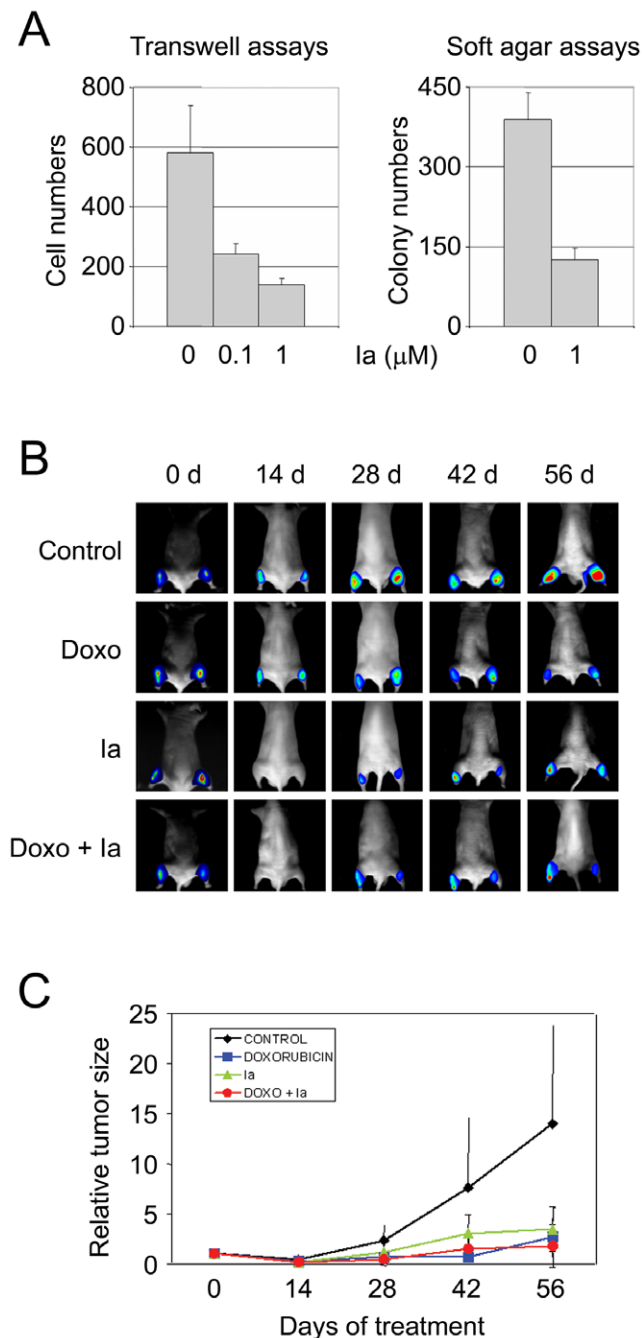 A
Transwell assays
Soft agar assays
Cell numbers
800
600
400
200
0
0 0.1 1
Ia (μM)
Colony numbers
450
300
150
0
0 1
B
0 d 14 d 28 d 42 d 56 d
Control
Doxo
Ia
Doxo + Ia
C
Relative tumor size
25
20
15
10
5
0
CONTROL
DOXORUBICIN
Ia
DOXO + Ia
0 14 28 42 56
Days of treatment